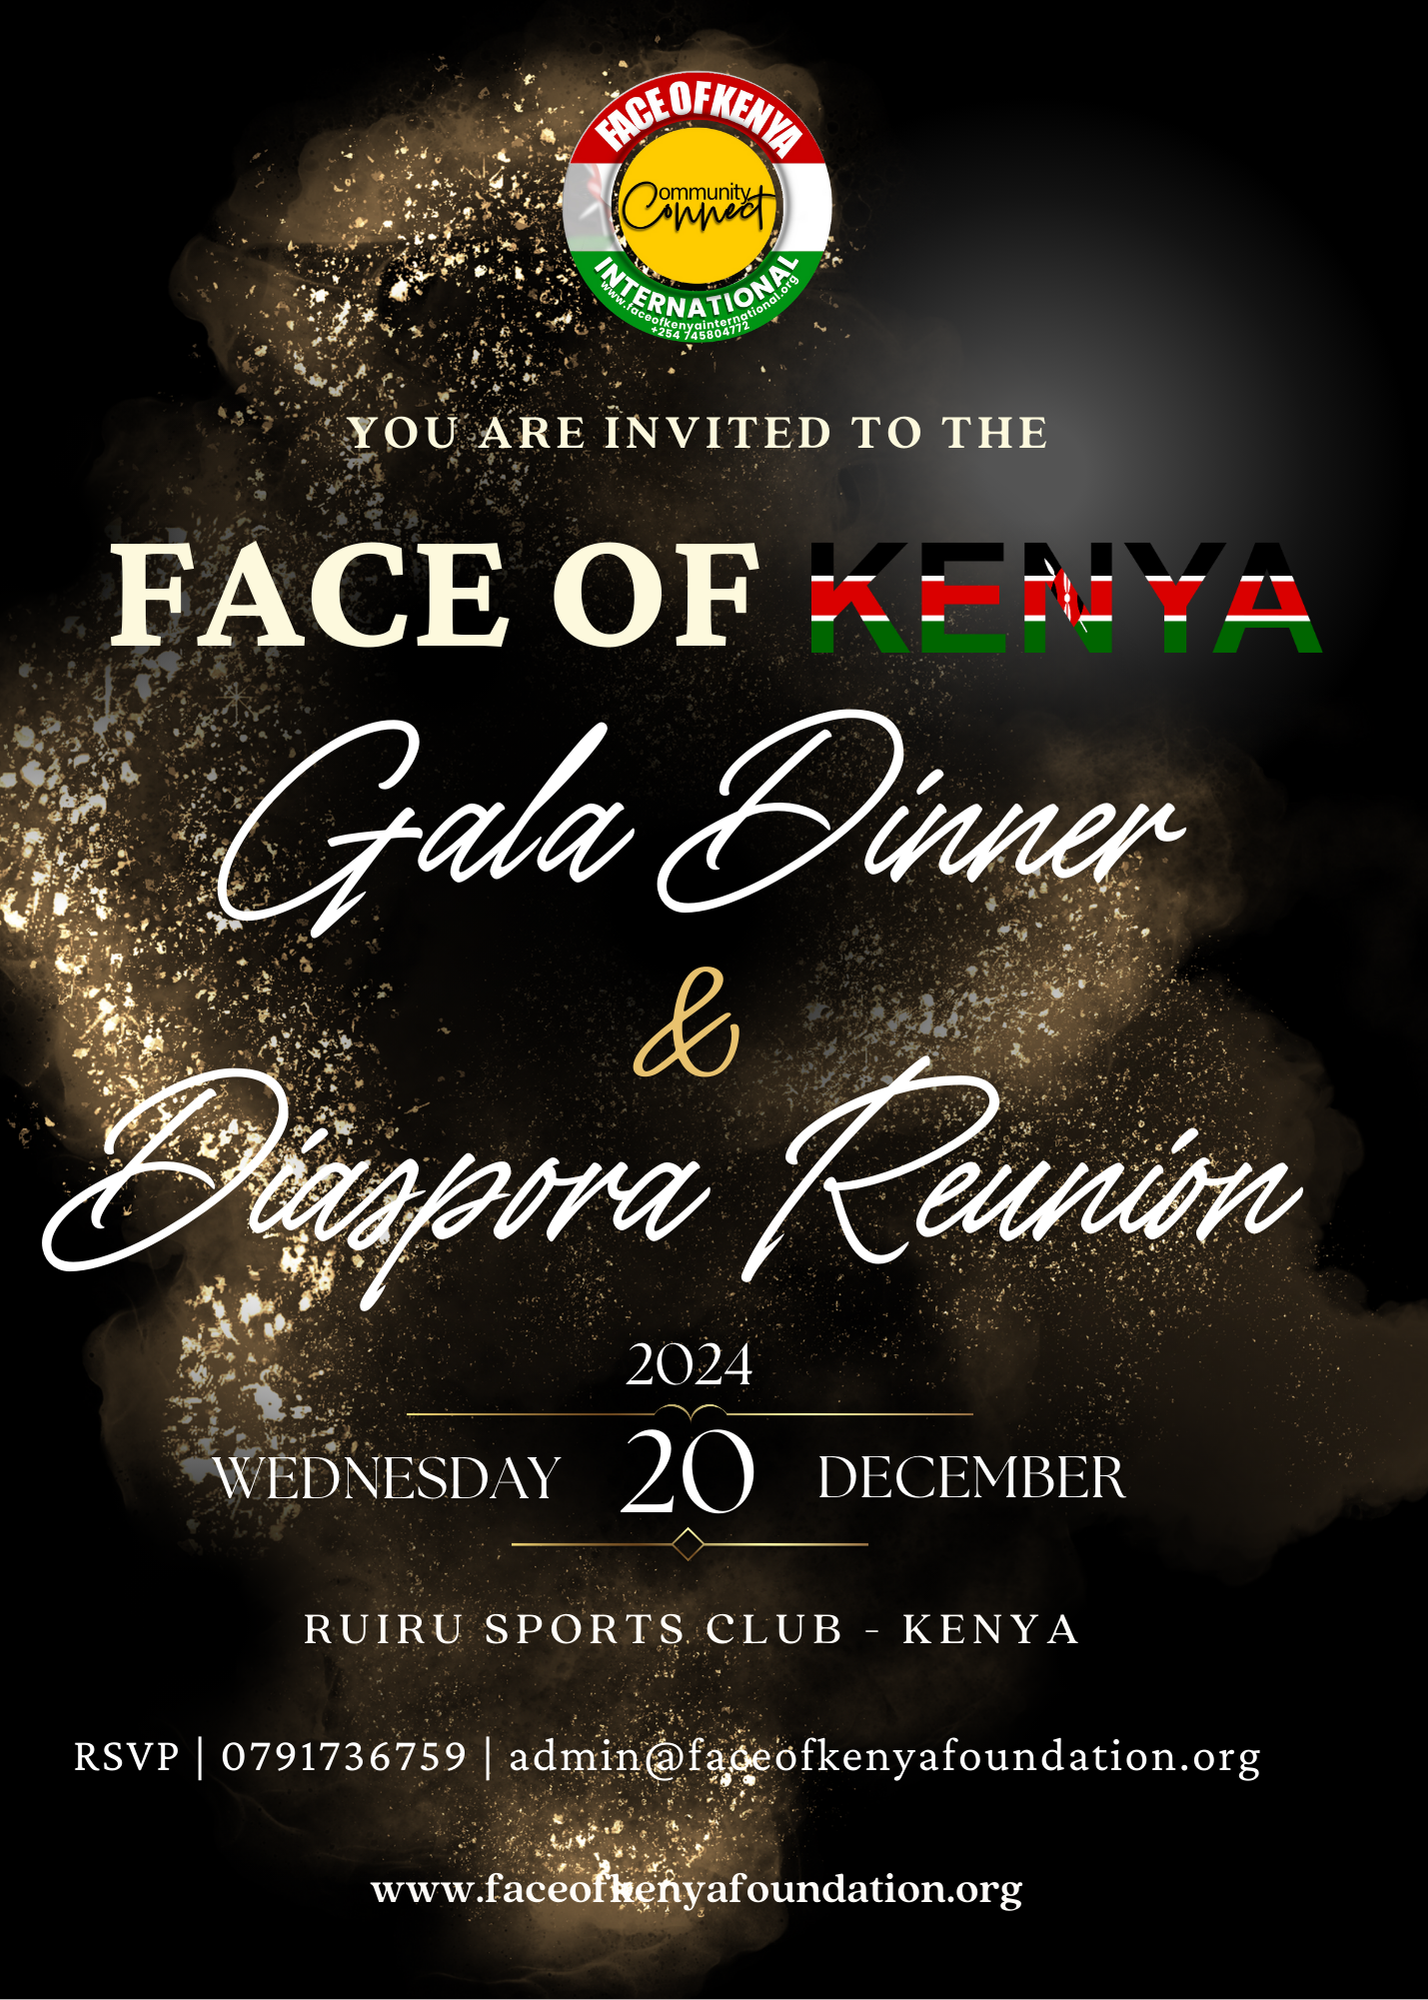 FACE OF KENYA
Community
Connect
INTERNATIONAL
www.faceofkenyainternational.org
+254 745804772
YOU ARE INVITED TO THE
FACE OF KENYA
Gala Dinner
&
Diaspora Reunion
2024
WEDNESDAY 20 DECEMBER
RUIRU SPORTS CLUB - KENYA
RSVP | 0791736759 | admin@faceofkenyafoundation.org
www.faceofkenyafoundation.org